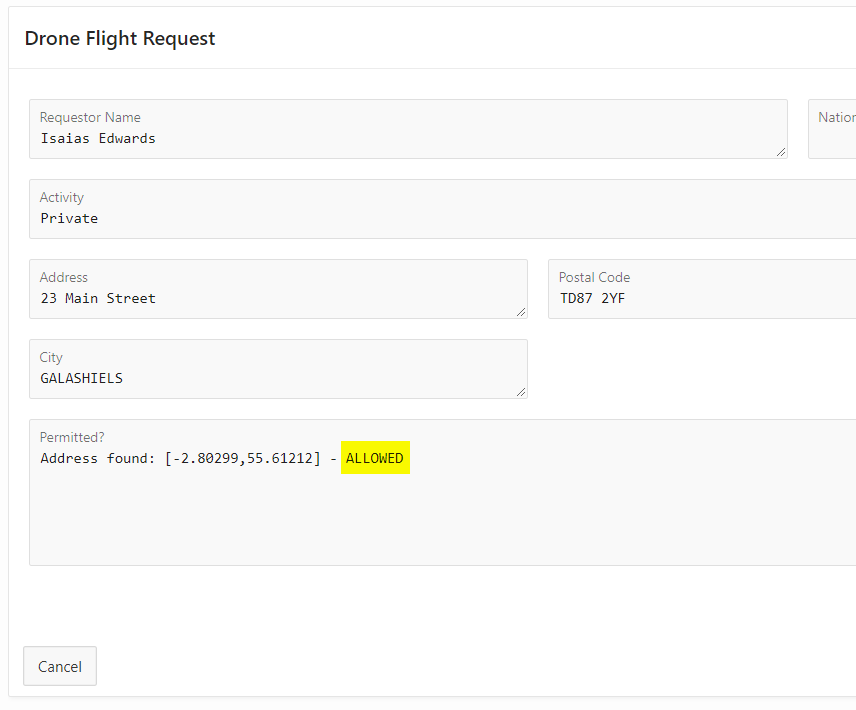 Drone Flight Request
Requestor Name
Isaias Edwards
Activity
Private
Address
23 Main Street
Postal Code
TD87 2YF
City
GALASHIELS
Permitted?
Address found: [-2.80299,55.61212] - ALLOWED
Cancel